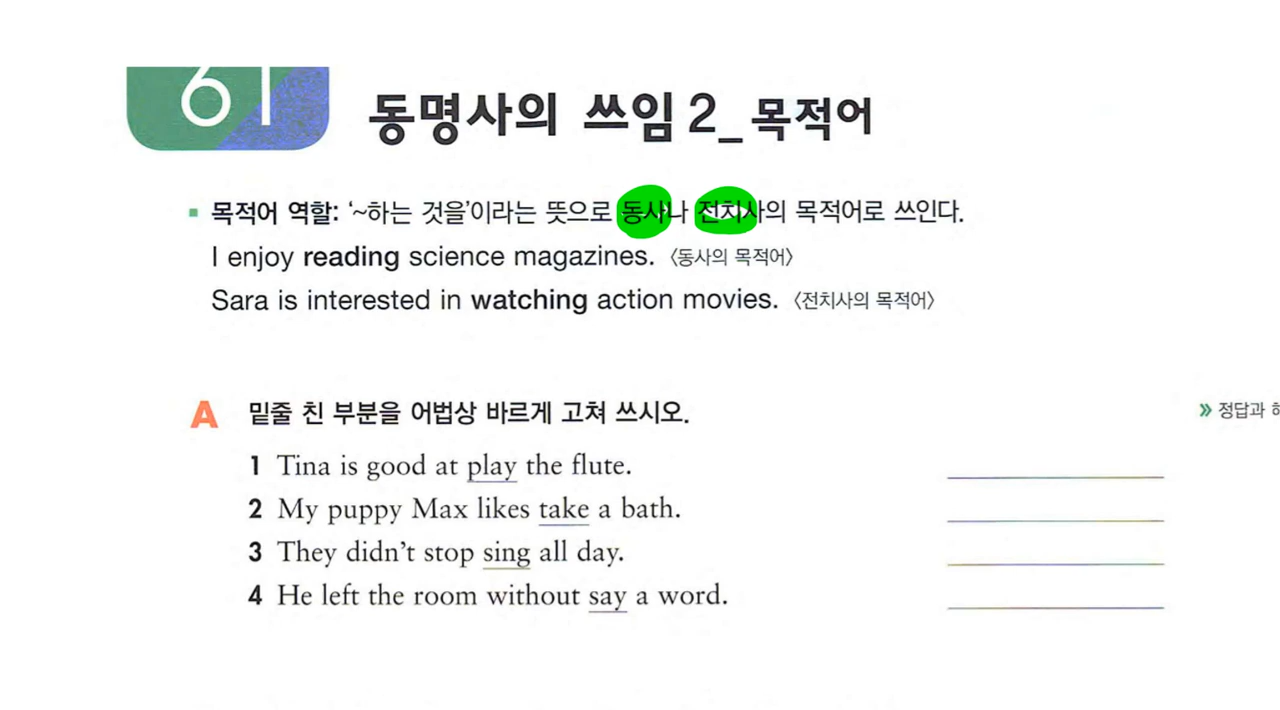 61
동명사의 쓰임 2_목적어
▪ 목적어 역할: '~하는 것을'이라는 뜻으로 동사나 전치사의 목적어로 쓰인다.
I enjoy reading science magazines. 〈동사의 목적어〉
Sara is interested in watching action movies. 〈전치사의 목적어〉
A 밑줄 친 부분을 어법상 바르게 고쳐 쓰시오.
» 정답과
1 Tina is good at play the flute.
2 My puppy Max likes take a bath.
3 They didn't stop sing all day.
4 He left the room without say a word.